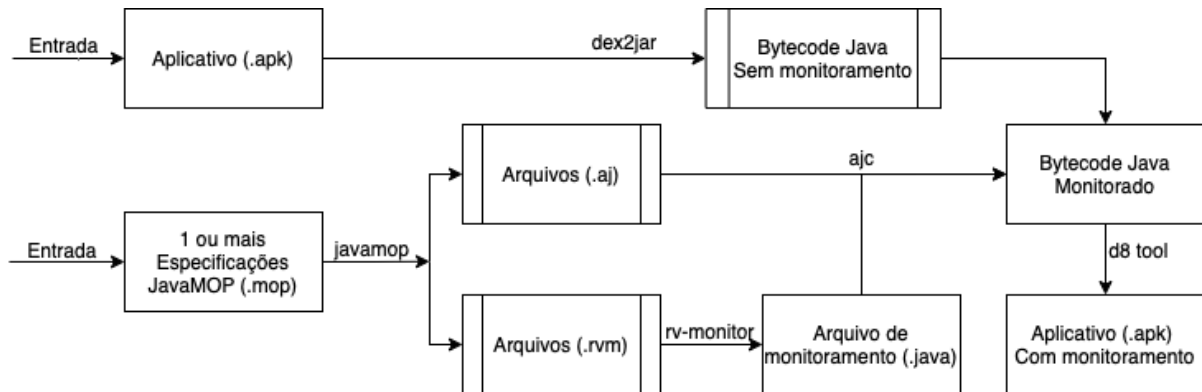 Entrada
Aplicativo (.apk)
dex2jar
Bytecode Java
Sem monitoramento
Arquivos (.aj)
ajc
Bytecode Java
Monitorado
Entrada
1 ou mais
Especificações
JavaMOP (.mop)
javamop
d8 tool
Arquivos (.rvm)
rv-monitor
Arquivo de
monitoramento (.java)
Aplicativo (.apk)
Com monitoramento